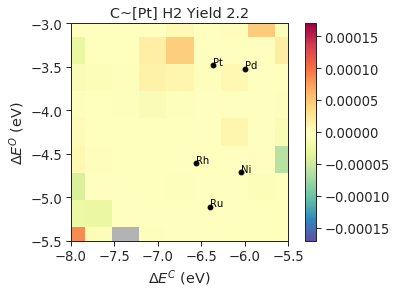 C~[Pt] H2 Yield 2.2
−3.0
−3.5
−4.0
−4.5
−5.0
−5.5
ΔE^O (eV)
Pt
Pd
Rh
Ni
Ru
−8.0 −7.5 −7.0 −6.5 −6.0 −5.5
ΔE^C (eV)
0.00015
0.00010
0.00005
0.00000
−0.00005
−0.00010
−0.00015